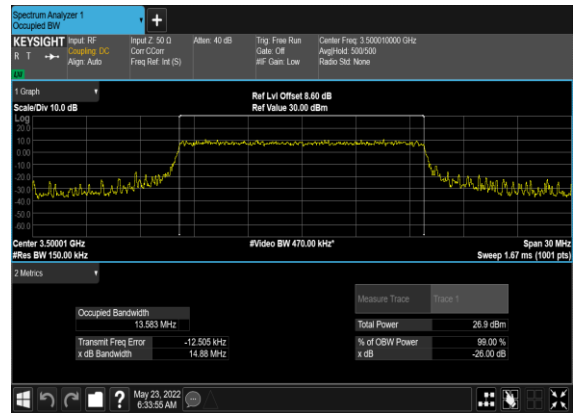 Spectrum Analyzer 1
Occupied BW
+
KEYSIGHT
R T
LXI
Input: RF
Coupling: DC
Align: Auto
Input Z: 50 Ω
Corr CCorr
Freq Ref: Int (S)
Atten: 40 dB
Trig: Free Run
Gate: Off
#IF Gain: Low
Center Freq: 3.500010000 GHz
Avg|Hold: 500/500
Radio Std: None
1 Graph
Scale/Div 10.0 dB
Ref Lvl Offset 8.60 dB
Ref Value 30.00 dBm
Log
20.0
10.0
0.00
-10.0
-20.0
-30.0
-40.0
-50.0
-60.0
Center 3.50001 GHz
#Res BW 150.00 kHz
#Video BW 470.00 kHz*
Span 30 MHz
Sweep 1.67 ms (1001 pts)
2 Metrics
Measure Trace
Trace 1
Occupied Bandwidth
13.583 MHz
Total Power
26.9 dBm
Transmit Freq Error
-12.505 kHz
% of OBW Power
99.00 %
x dB Bandwidth
14.88 MHz
x dB
-26.00 dB
?
May 23, 2022
6:33:55 AM